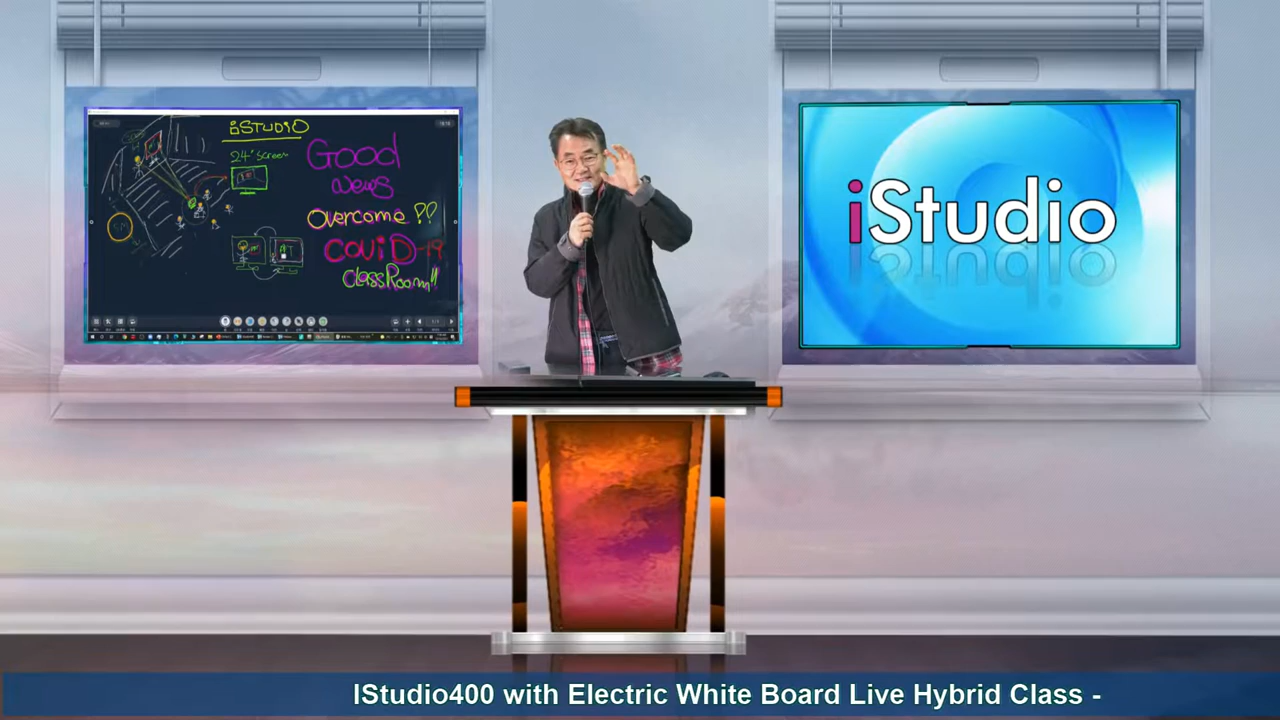 iSTUDiO
24" Screen
Good
News
Overcome ??
COViD-19
ClassRoom!!
iStudio
IStudio400 with Electric White Board Live Hybrid Class -